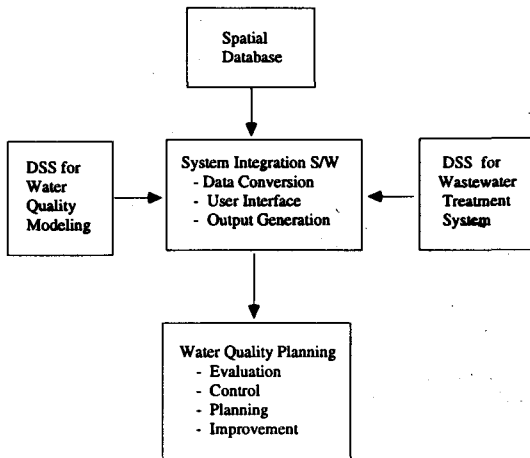 Spatial
Database
DSS for
Water
Quality
Modeling
System Integration S/W
- Data Conversion
- User Interface
- Output Generation
DSS for
Wastewater
Treatment
System
Water Quality Planning
- Evaluation
- Control
- Planning
- Improvement